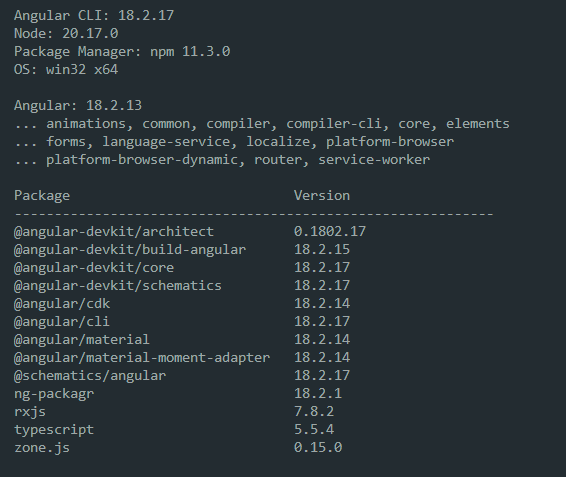 Angular CLI: 18.2.17
Node: 20.17.0
Package Manager: npm 11.3.0
OS: win32 x64
Angular: 18.2.13
... animations, common, compiler, compiler-cli, core, elements
... forms, language-service, localize, platform-browser
... platform-browser-dynamic, router, service-worker
Package Version
------------------------------------------------------------
@angular-devkit/architect 0.1802.17
@angular-devkit/build-angular 18.2.15
@angular-devkit/core 18.2.17
@angular-devkit/schematics 18.2.17
@angular/cdk 18.2.14
@angular/cli 18.2.17
@angular/material 18.2.14
@angular/material-moment-adapter 18.2.14
@schematics/angular 18.2.17
ng-packagr 18.2.1
rxjs 7.8.2
typescript 5.5.4
zone.js 0.15.0